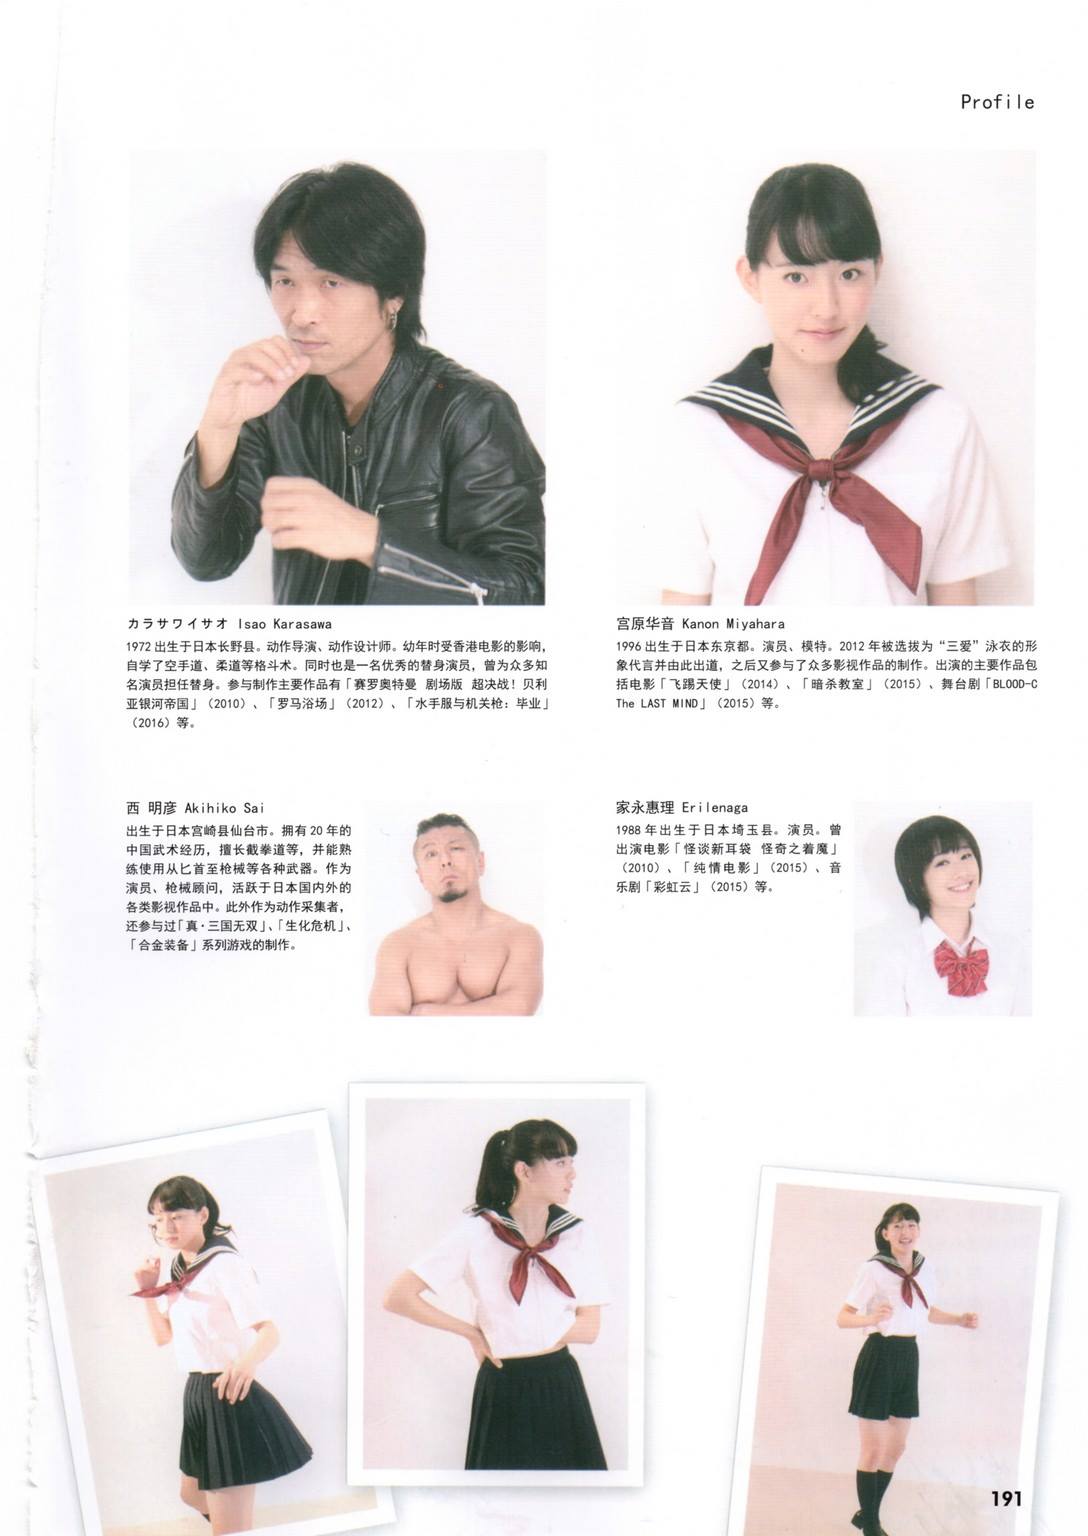 Profile
カラサワイサオ Isao Karasawa
1972 出生于日本长野县。动作导演、动作设计师。幼年时受香港电影的影响，
自学了空手道、柔道等格斗术。同时也是一名优秀的替身演员，曾为众多知
名演员担任替身。参与制作主要作品有「赛罗奥特曼 剧场版 超决战！贝利
亚银河帝国」（2010）、「罗马浴场」（2012）、「水手服与机关枪：毕业」
（2016）等。
宫原华音 Kanon Miyahara
1996 出生于日本东京都。演员、模特。2012 年被选拔为“三爱”泳衣的形
象代言并由此出道，之后又参与了众多影视作品的制作。出演的主要作品包
括电影「飞踢天使」（2014）、「暗杀教室」（2015）、舞台剧「BLOOD-C
The LAST MIND」（2015）等。
西 明彦 Akihiko Sai
出生于日本宫崎县仙台市。拥有 20 年的
中国武术经历，擅长截拳道等，并能熟
练使用从匕首至枪械等各种武器。作为
演员、枪械顾问，活跃于日本国内外的
各类影视作品中。此外作为动作采集者，
还参与过「真·三国无双」、「生化危机」、
「合金装备」系列游戏的制作。
家永惠理 Erilenaga
1988 年出生于日本埼玉县。演员。曾
出演电影「怪谈新耳袋 怪奇之着魔」
（2010）、「纯情电影」（2015）、音
乐剧「彩虹云」（2015）等。
191